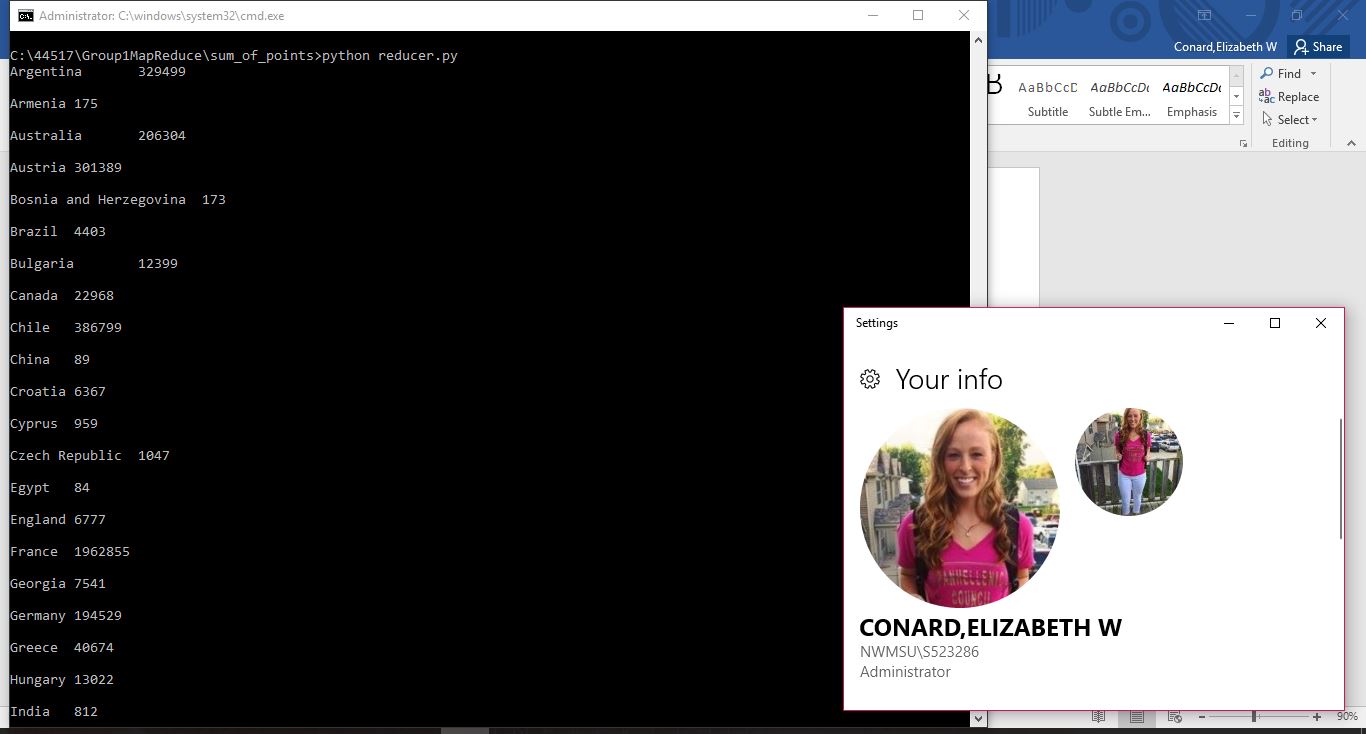 Administrator: C:\windows\system32\cmd.exe
C:\44517\Group1MapReduce\sum_of_points>python reducer.py
Argentina 329499
Armenia 175
Australia 206304
Austria 301389
Bosnia and Herzegovina 173
Brazil 4403
Bulgaria 12399
Canada 22968
Chile 386799
China 89
Croatia 6367
Cyprus 959
Czech Republic 1047
Egypt 84
England 6777
France 1962855
Georgia 7541
Germany 194529
Greece 40674
Hungary 13022
India 812
Conard,Elizabeth W Share
AaBbCcD AaBbCcDc AaBbCcDc
Subtitle Subtle Em... Emphasis
Find
Replace
Select
Editing
Settings
Your info
PANHELLENIC
COUNCIL
CONARD,ELIZABETH W
NWMSU\S523286
Administrator
90%